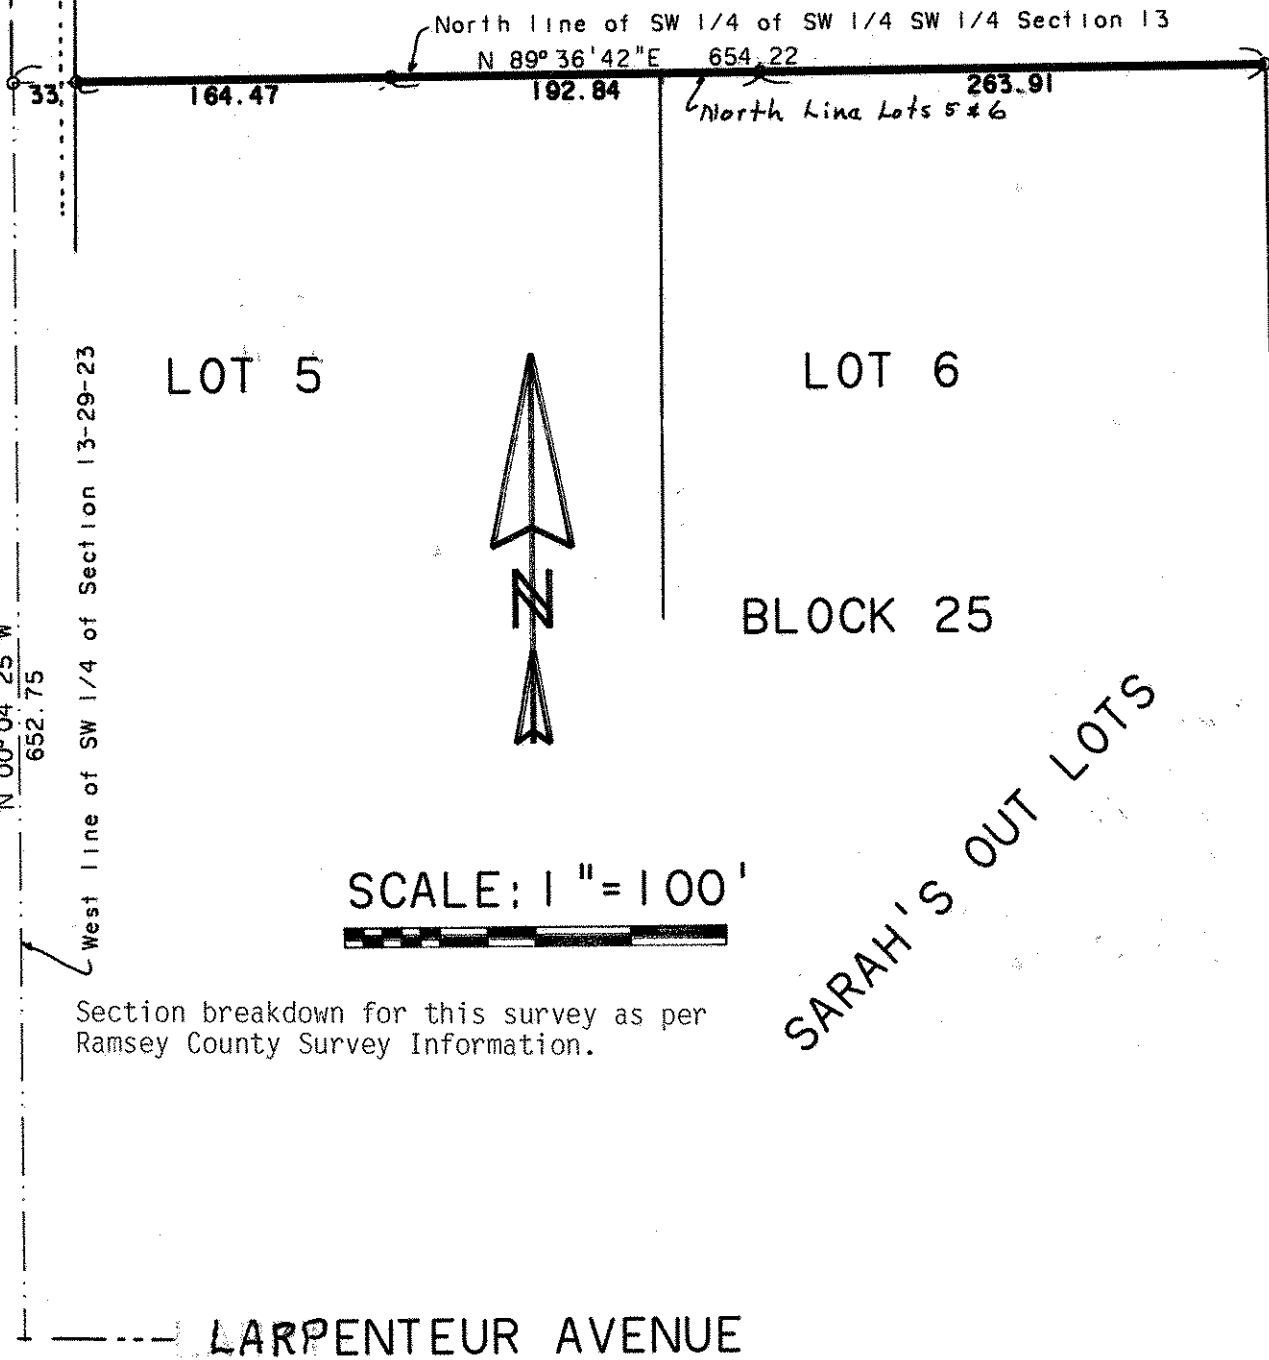 North line of SW 1/4 of SW 1/4 SW 1/4 Section 13
N 89° 36' 42"E 654.22
33' 164.47 192.84 263.91
North Line Lots 5 & 6
LOT 5
LOT 6
West line of SW 1/4 of Section 13-29-23
N
BLOCK 25
N 00°04' 25" W
652.75
SARAH'S OUT LOTS
SCALE: 1"=100'
Section breakdown for this survey as per
Ramsey County Survey Information.
LARPENTEUR AVENUE